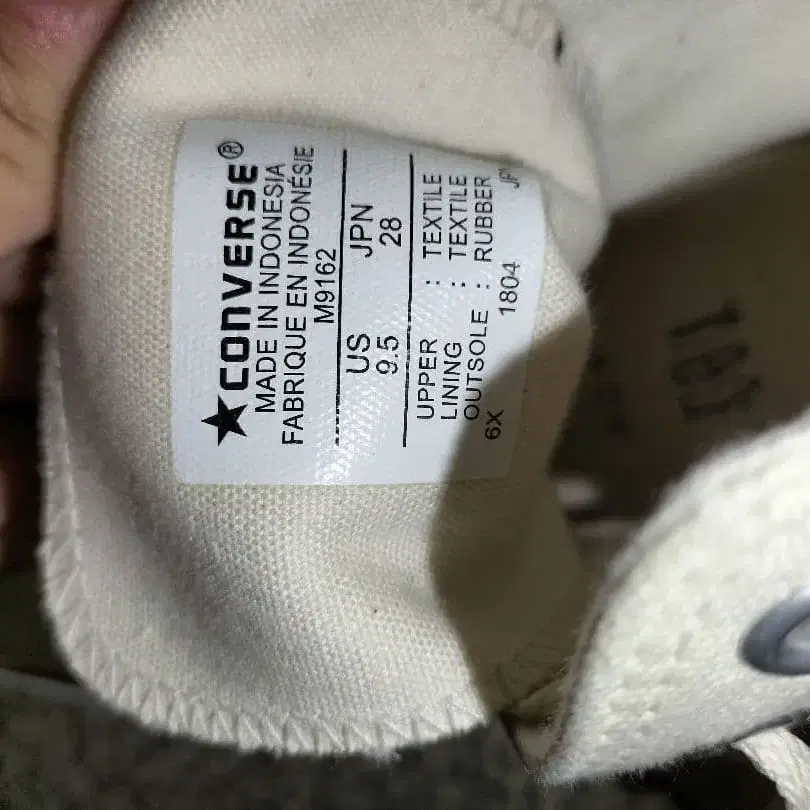 ★CONVERSE®
MADE IN INDONESIA
FABRIQUE EN INDONÉSIE
M9162
US JPN
9.5 28
UPPER : TEXTILE
LINING : TEXTILE
OUTSOLE : RUBBER
6X 1804